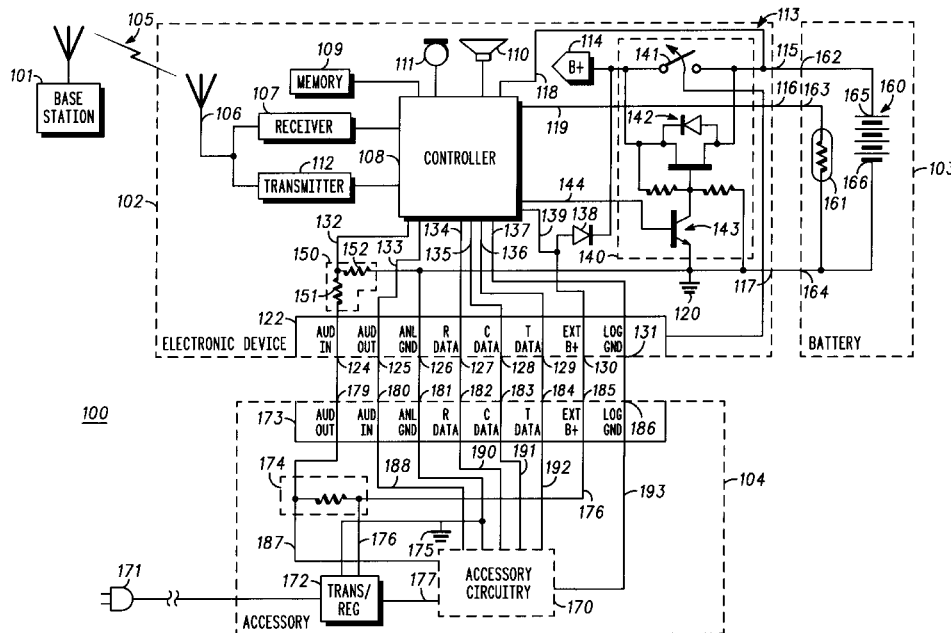 105
113
109
MEMORY
111
110
114
B+
141
115
162
101
BASE
STATION
118
116
163
160
107
RECEIVER
119
142
165
106
108
CONTROLLER
112
TRANSMITTER
144
166
103
102
161
132
134
137
139
138
143
133
135
136
140
150
152
151
117
164
120
122
ELECTRONIC DEVICE
AUD IN
AUD OUT
ANL GND
R DATA
C DATA
T DATA
EXT B+
LOG GND
131
BATTERY
124
125
126
127
128
129
130
179
180
181
182
183
184
185
100
173
AUD OUT
AUD IN
ANL GND
R DATA
C DATA
T DATA
EXT B+
LOG GND
186
190
191
174
188
192
104
193
176
176
175
187
171
172
TRANS/
REG
177
ACCESSORY
CIRCUITRY
170
ACCESSORY